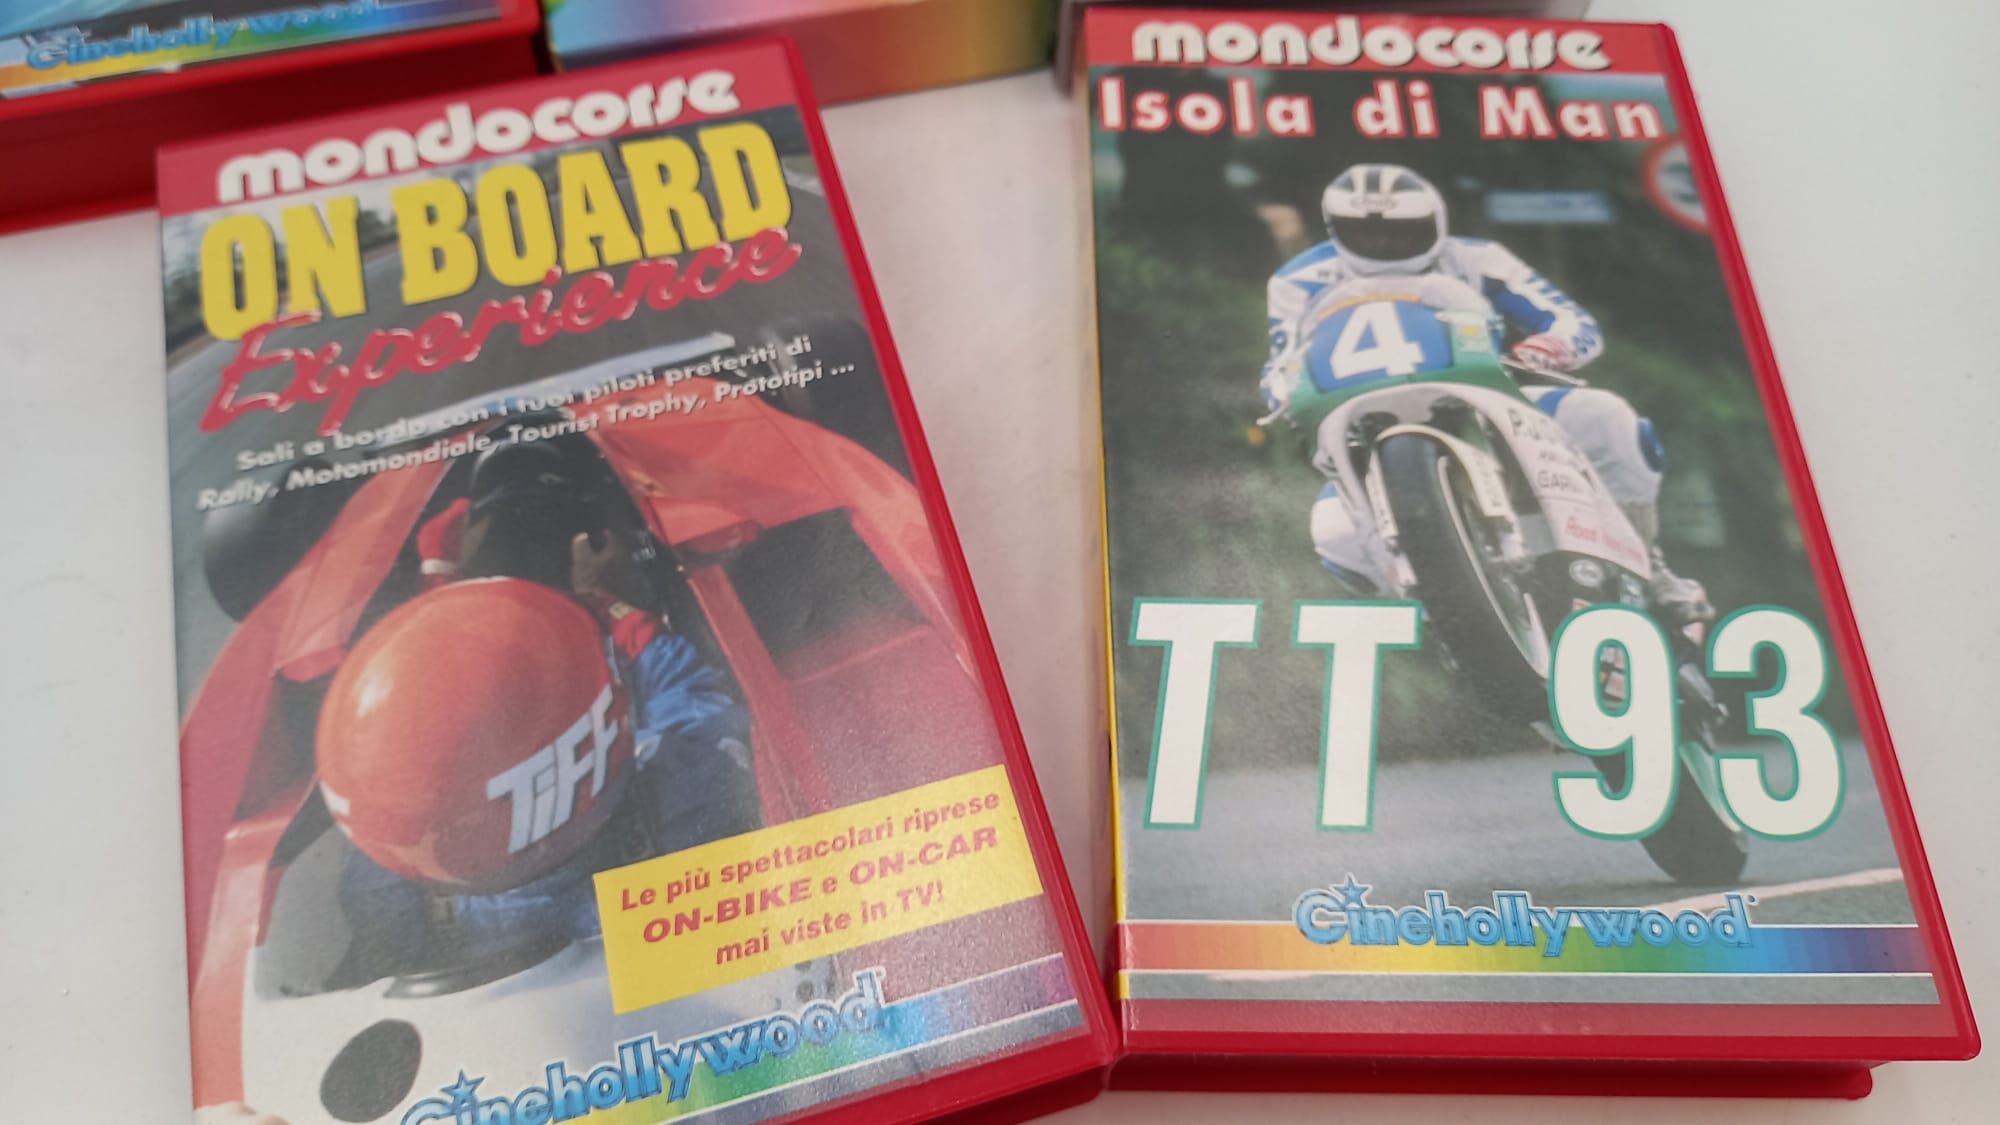 Cinehollywood
mondocorse
ON BOARD
Experience
Sali a bordo con i tuoi piloti preferiti di
Rally, Motomondiale, Tourist Trophy, Prototipi ...
TIFF
Le più spettacolari riprese
ON-BIKE e ON-CAR
mai viste in TV!
Cinehollywood
mondocorse
Isola di Man
4
TT 93
Cinehollywood